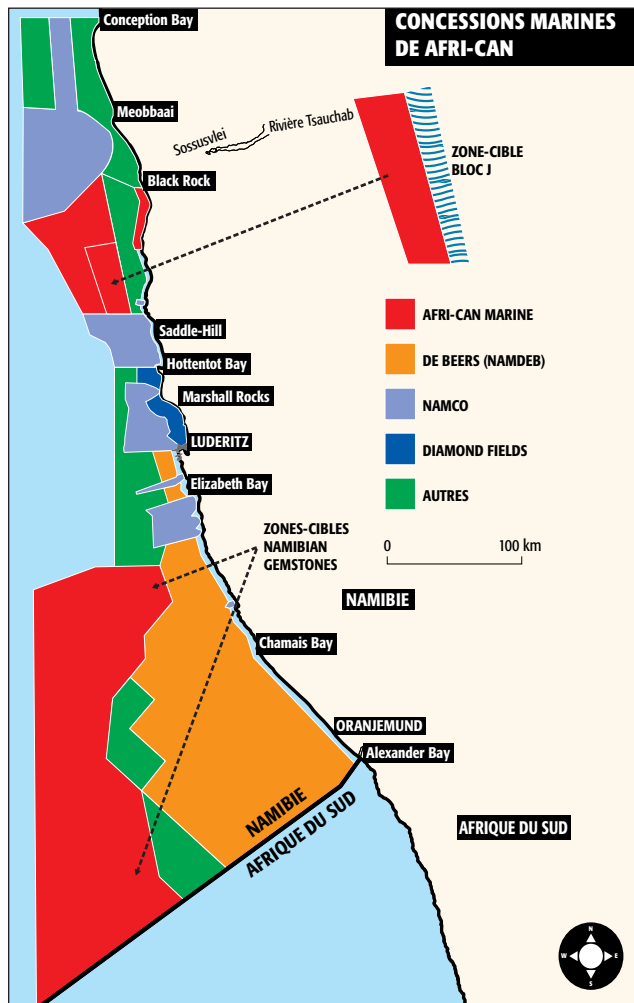 CONCESSIONS MARINES
DE AFRI-CAN
Conception Bay
Meobbaai
Sossusvlei
Rivière Tsauchab
ZONE-CIBLE
BLOC J
Black Rock
AFRI-CAN MARINE
Saddle-Hill
DE BEERS (NAMDEB)
Hottentot Bay
Marshall Rocks
NAMCO
LUDERITZ
DIAMOND FIELDS
Elizabeth Bay
AUTRES
ZONES-CIBLES
NAMIBIAN
GEMSTONES
0 100 km
NAMIBIE
Chamais Bay
ORANJEMUND
Alexander Bay
NAMIBIE
AFRIQUE DU SUD
AFRIQUE DU SUD
N
W E
S